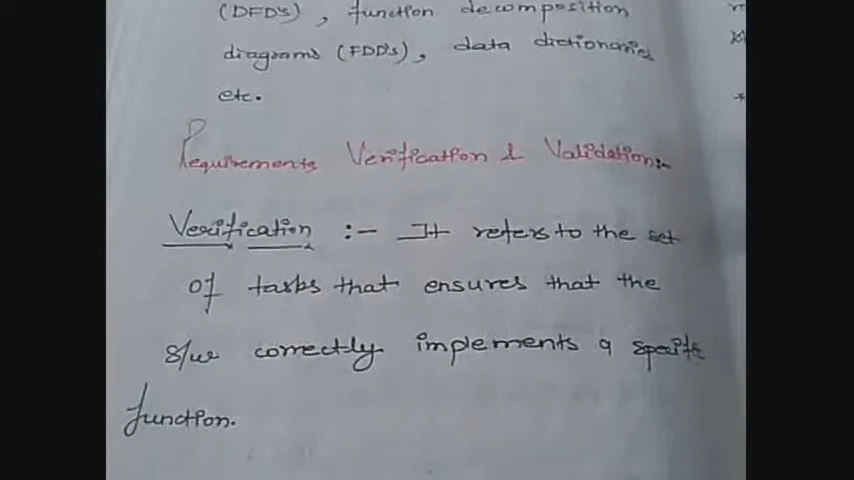 (DFD's), function decomposition
diagrams (FDD's), data dictionaries
etc.
Requirements Verification & Validation:-
Verification :- It refers to the set
of tasks that ensures that the
s/w correctly implements a specific
function.